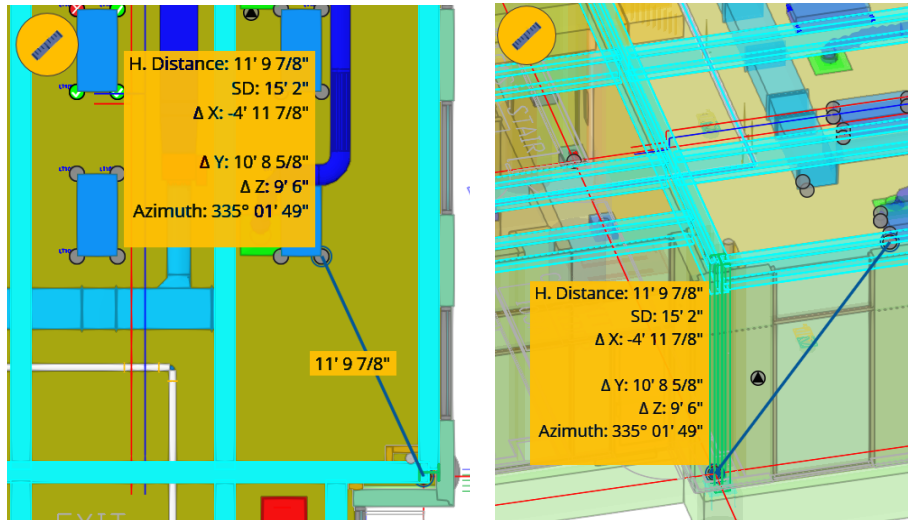 H. Distance: 11' 9 7/8"
SD: 15' 2"
Δ X: -4' 11 7/8"
Δ Y: 10' 8 5/8"
Δ Z: 9' 6"
Azimuth: 335° 01' 49"
11' 9 7/8"
EXIT
STAIR
H. Distance: 11' 9 7/8"
SD: 15' 2"
Δ X: -4' 11 7/8"
Δ Y: 10' 8 5/8"
Δ Z: 9' 6"
Azimuth: 335° 01' 49"